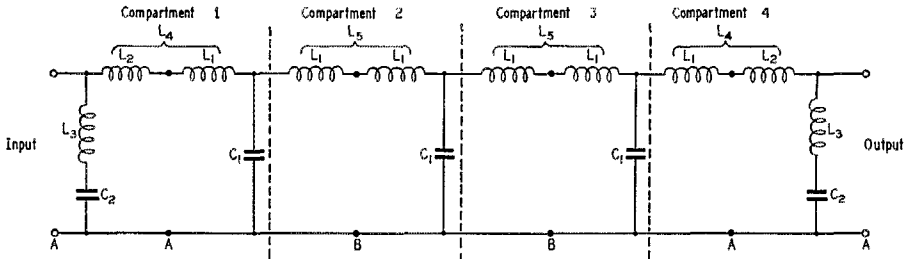 Compartment 1 Compartment 2 Compartment 3 Compartment 4
L4 L5 L5 L4
L2 L1 L1 L1 L1 L1 L1 L2
L3 L3
Input C1 C1 C1 Output
C2 C2
A A B B A A